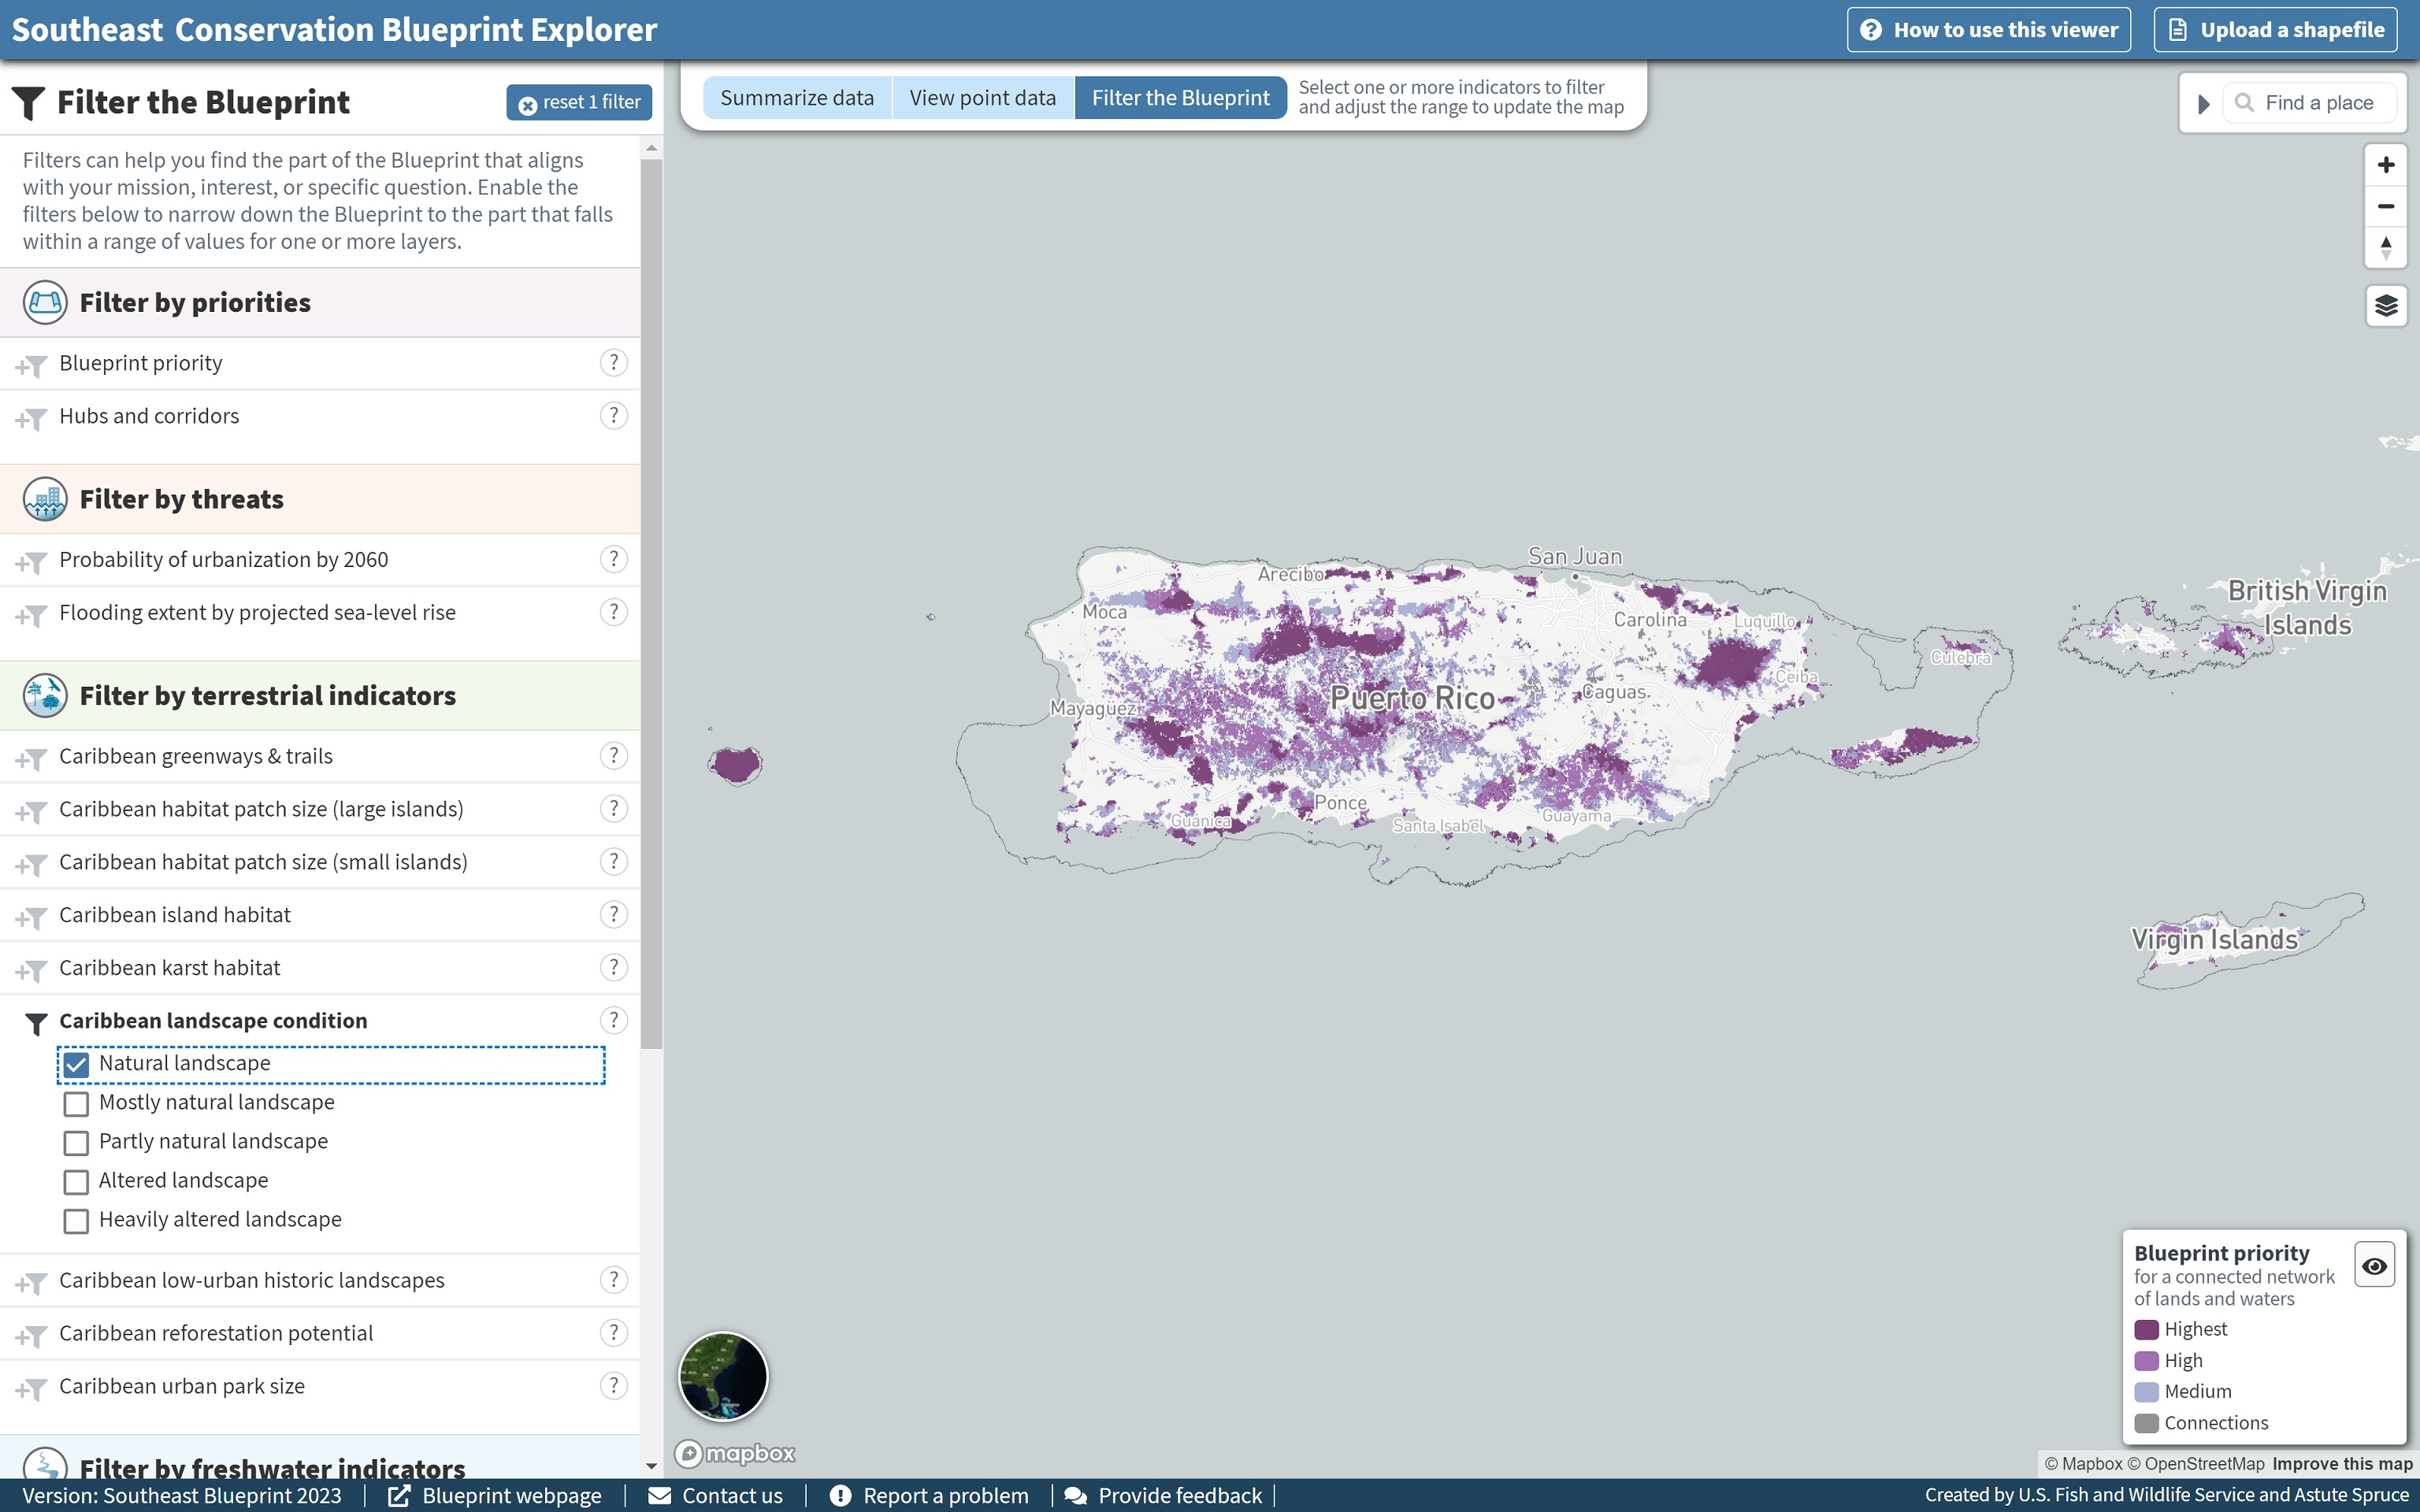 Southeast Conservation Blueprint Explorer
How to use this viewer
Upload a shapefile
Filter the Blueprint
reset 1 filter
Filters can help you find the part of the Blueprint that aligns
with your mission, interest, or specific question. Enable the
filters below to narrow down the Blueprint to the part that falls
within a range of values for one or more layers.
Filter by priorities
Blueprint priority
?
Hubs and corridors
?
Filter by threats
Probability of urbanization by 2060
?
Flooding extent by projected sea-level rise
?
Filter by terrestrial indicators
Caribbean greenways & trails
?
Caribbean habitat patch size (large islands)
?
Caribbean habitat patch size (small islands)
?
Caribbean island habitat
?
Caribbean karst habitat
?
Caribbean landscape condition
?
Natural landscape
Mostly natural landscape
Partly natural landscape
Altered landscape
Heavily altered landscape
Caribbean low-urban historic landscapes
?
Caribbean reforestation potential
?
Caribbean urban park size
?
Filter by freshwater indicators
Summarize data
View point data
Filter the Blueprint
Select one or more indicators to filter
and adjust the range to update the map
Find a place
San Juan
Arecibo
British Virgin
Islands
Moca
Carolina
Luquillo
Culebra
Ceiba
Puerto Rico
Caguas
Mayagüez
Ponce
Guánica
Santa Isabel
Guayama
Virgin Islands
Blueprint priority
for a connected network
of lands and waters
Highest
High
Medium
Connections
mapbox
© Mapbox © OpenStreetMap Improve this map
Version: Southeast Blueprint 2023
Blueprint webpage
Contact us
Report a problem
Provide feedback
Created by U.S. Fish and Wildlife Service and Astute Spruce